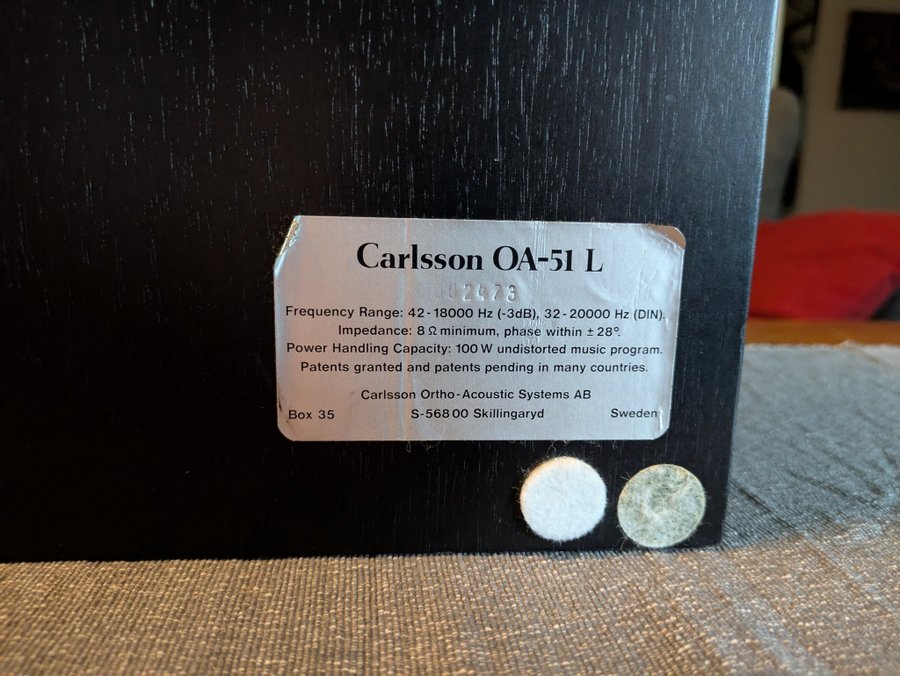 Carlsson OA-51 L
02473
Frequency Range: 42-18000 Hz (-3dB), 32-20000 Hz (DIN).
Impedance: 8 Ω minimum, phase within ± 28°.
Power Handling Capacity: 100 W undistorted music program.
Patents granted and patents pending in many countries.
Carlsson Ortho-Acoustic Systems AB
Box 35 S-568 00 Skillingaryd Sweden